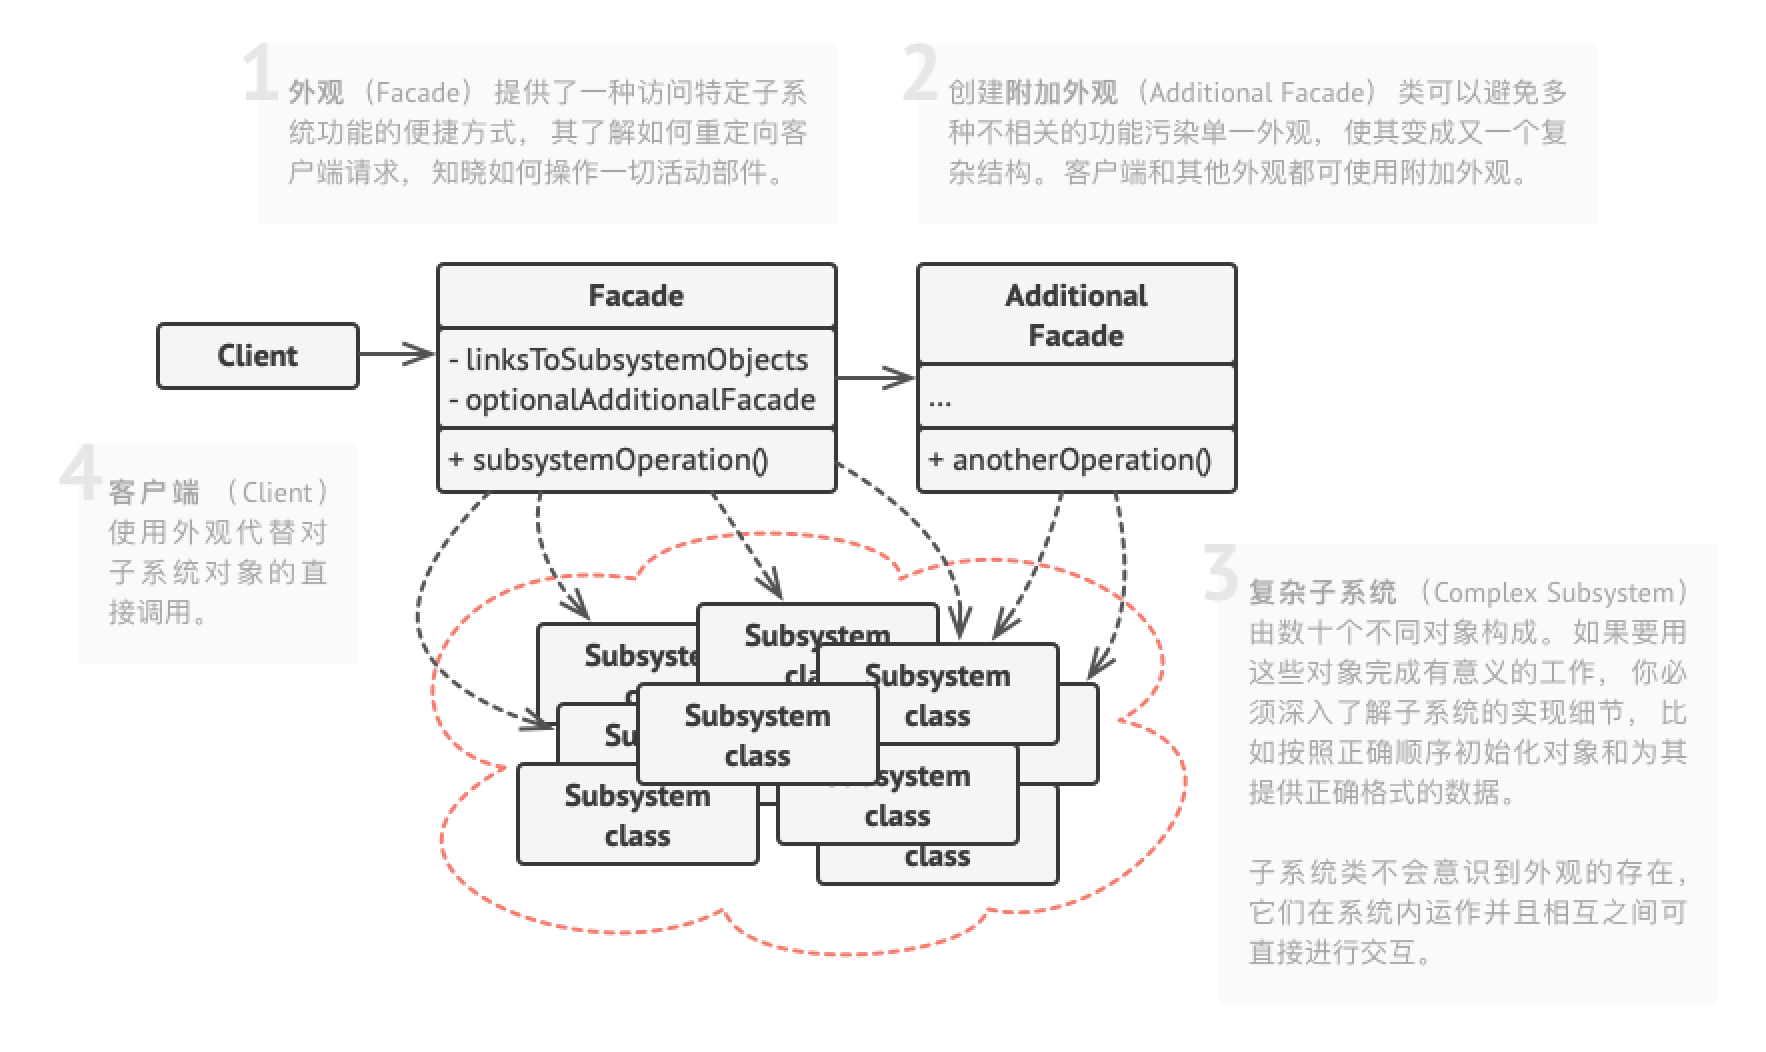 1
外观 （Facade） 提供了一种访问特定子系
统功能的便捷方式， 其了解如何重定向客
户端请求， 知晓如何操作一切活动部件。
2
创建附加外观 （Additional Facade） 类可以避免多
种不相关的功能污染单一外观， 使其变成又一个复
杂结构。 客户端和其他外观都可使用附加外观。
Client
Facade
- linksToSubsystemObjects
- optionalAdditionalFacade
+ subsystemOperation()
Additional
Facade
...
+ anotherOperation()
4
客户端 （Client）
使用外观代替对
子系统对象的直
接调用。
3
复杂子系统 （Complex Subsystem）
由数十个不同对象构成。 如果要用
这些对象完成有意义的工作， 你必
须深入了解子系统的实现细节， 比
如按照正确顺序初始化对象和为其
提供正确格式的数据。
子系统类不会意识到外观的存在，
它们在系统内运作并且相互之间可
直接进行交互。
Subsystem
Subsystem
class
Subsystem
class
Subsystem
class
class
class